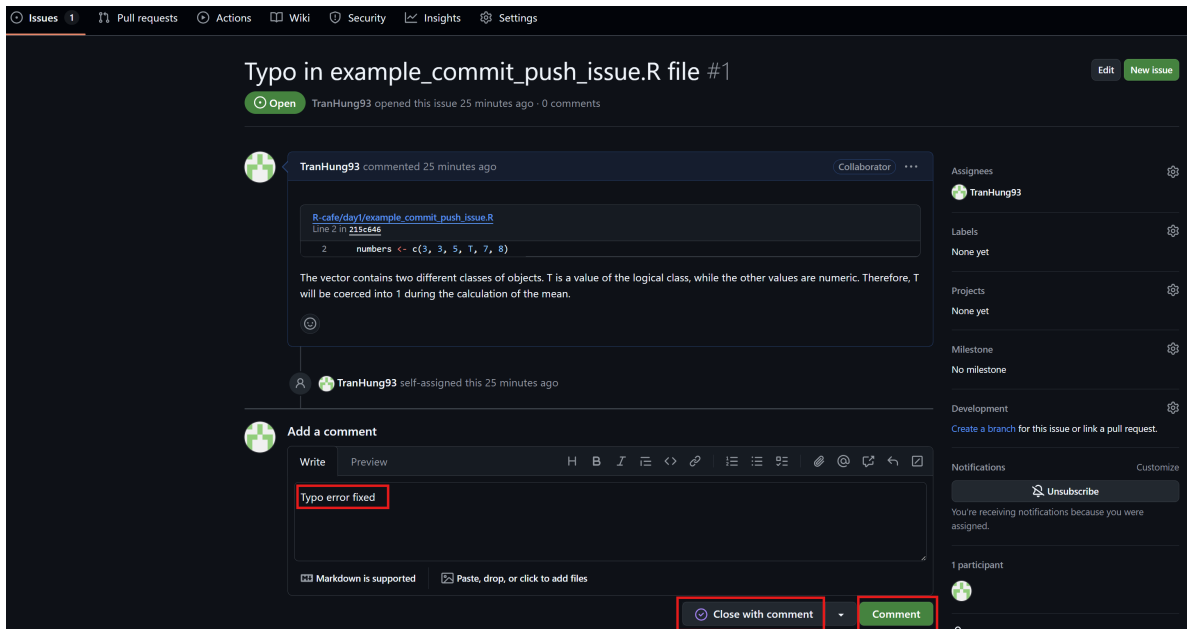 Issues 1 Pull requests Actions Wiki Security Insights Settings
Typo in example_commit_push_issue.R file #1
Edit New issue
Open TranHung93 opened this issue 25 minutes ago · 0 comments
TranHung93 commented 25 minutes ago Collaborator ···
R-cafe/day1/example_commit_push_issue.R
Line 2 in 215c646
2 numbers <- c(3, 3, 5, T, 7, 8)
The vector contains two different classes of objects. T is a value of the logical class, while the other values are numeric. Therefore, T
will be coerced into 1 during the calculation of the mean.
TranHung93 self-assigned this 25 minutes ago
Add a comment
Write Preview
Typo error fixed
Markdown is supported Paste, drop, or click to add files
Close with comment Comment
Assignees
TranHung93
Labels
None yet
Projects
None yet
Milestone
No milestone
Development
Create a branch for this issue or link a pull request.
Notifications Customize
Unsubscribe
You're receiving notifications because you were
assigned.
1 participant